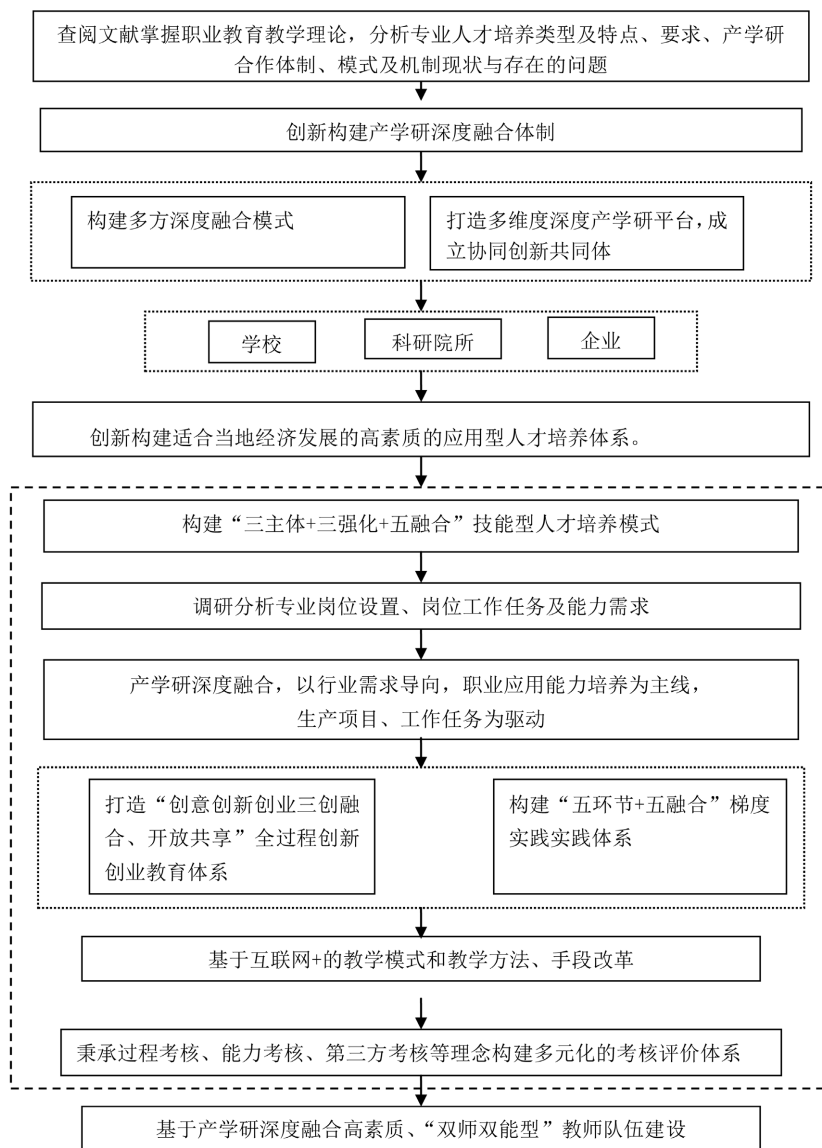 查阅文献掌握职业教育教学理论，分析专业人才培养类型及特点、要求、产学研
合作体制、模式及机制现状与存在的问题
创新构建产学研深度融合体制
构建多方深度融合模式
打造多维度深度产学研平台，成
立协同创新共同体
学校
科研院所
企业
创新构建适合当地经济发展的高素质的应用型人才培养体系。
构建“三主体+三强化+五融合”技能型人才培养模式
调研分析专业岗位设置、岗位工作任务及能力需求
产学研深度融合，以行业需求导向，职业应用能力培养为主线，
生产项目、工作任务为驱动
打造“创意创新创业三创融
合、开放共享”全过程创新
创业教育体系
构建“五环节+五融合”梯度
实践实践体系
基于互联网+的教学模式和教学方法、手段改革
秉承过程考核、能力考核、第三方考核等理念构建多元化的考核评价体系
基于产学研深度融合高素质、“双师双能型”教师队伍建设